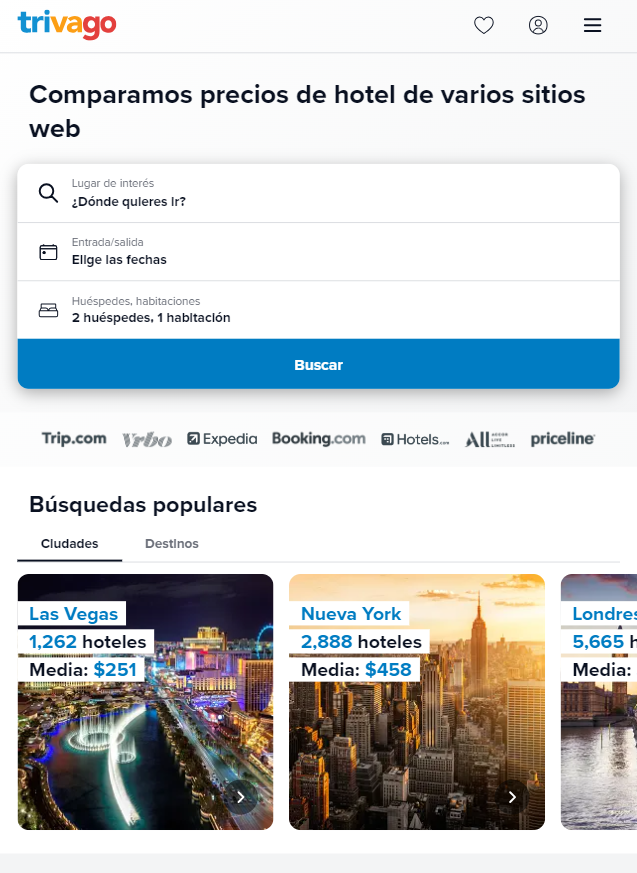 trivago
Comparamos precios de hotel de varios sitios
web
Lugar de interés
¿Dónde quieres ir?
Entrada/salida
Elige las fechas
Huéspedes, habitaciones
2 huéspedes, 1 habitación
Buscar
Trip.com Vrbo Expedia Booking.com Hotels.com ALL ACCOR LIVE LIMITLESS priceline
Búsquedas populares
Ciudades Destinos
Las Vegas
1,262 hoteles
Media: $251
Nueva York
2,888 hoteles
Media: $458
Londres
5,665 h
Media: